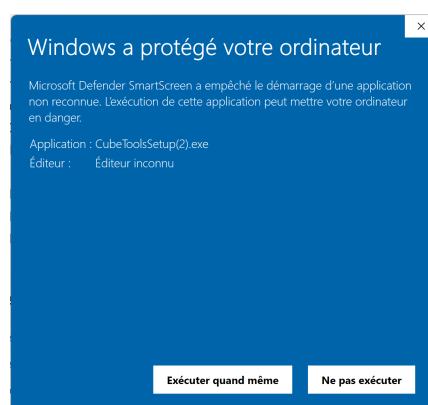 Windows a protégé votre ordinateur
Microsoft Defender SmartScreen a empêché le démarrage d'une application
non reconnue. L'exécution de cette application peut mettre votre ordinateur
en danger.
Application : CubeToolsSetup(2).exe
Éditeur : Éditeur inconnu
Exécuter quand même Ne pas exécuter